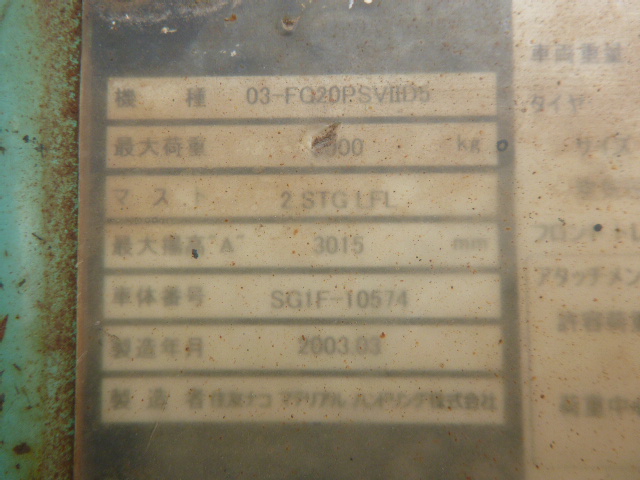 機 種 03-FG20PSVIID5
最大荷重 kg
マスト 2 STG LFL
最大揚高"A" 3015 mm
車体番号 SG1F-10574
製造年月 2003.03
製造者 住友ナコ マテリアル ハンドリング株式会社
車両重量
タイヤ
サイズ
フロント
アタッチメン
許容荷重
荷重中心